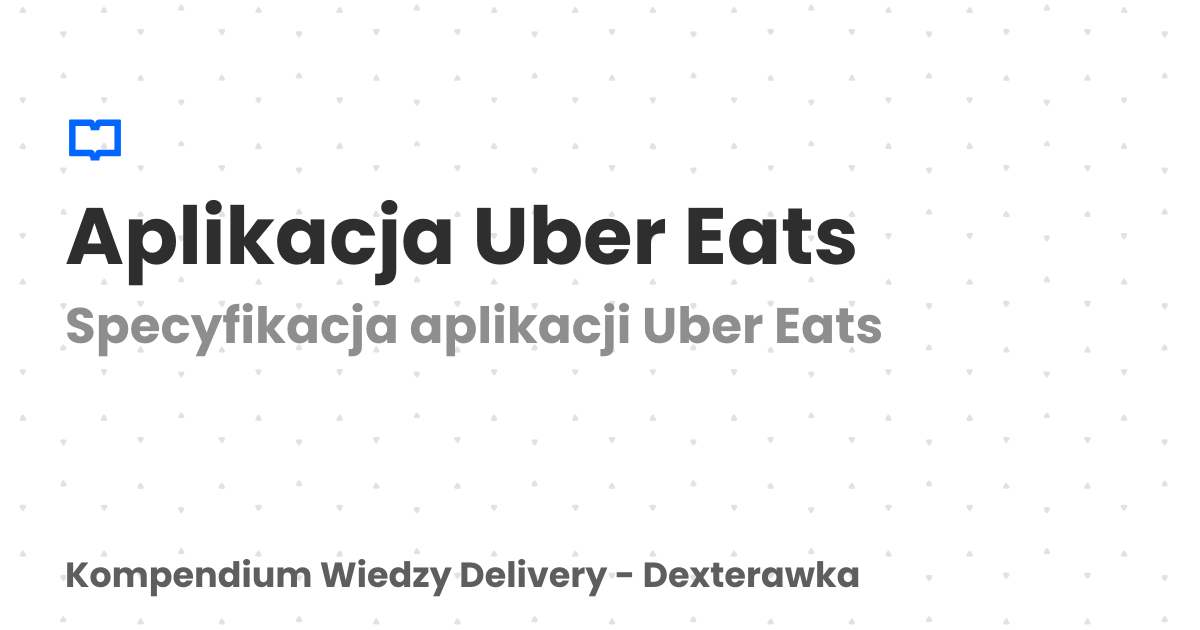 Aplikacja Uber Eats
Specyfikacja aplikacji Uber Eats
Kompendium Wiedzy Delivery - Dexterawka